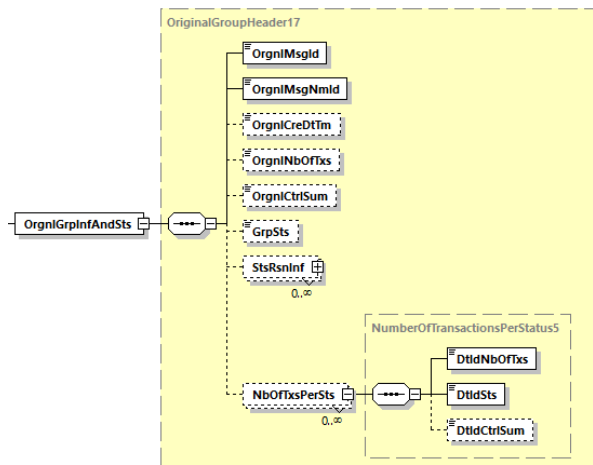 OriginalGroupHeader17
OrgnlMsgId
OrgnlMsgNmId
OrgnlCreDtTm
OrgnlNbOfTxs
OrgnlCtrlSum
OrgnlGrpInfAndSts
GrpSts
StsRsnInf
0..∞
NumberOfTransactionsPerStatus5
DtldNbOfTxs
NbOfTxsPerSts
DtldSts
0..∞
DtldCtrlSum